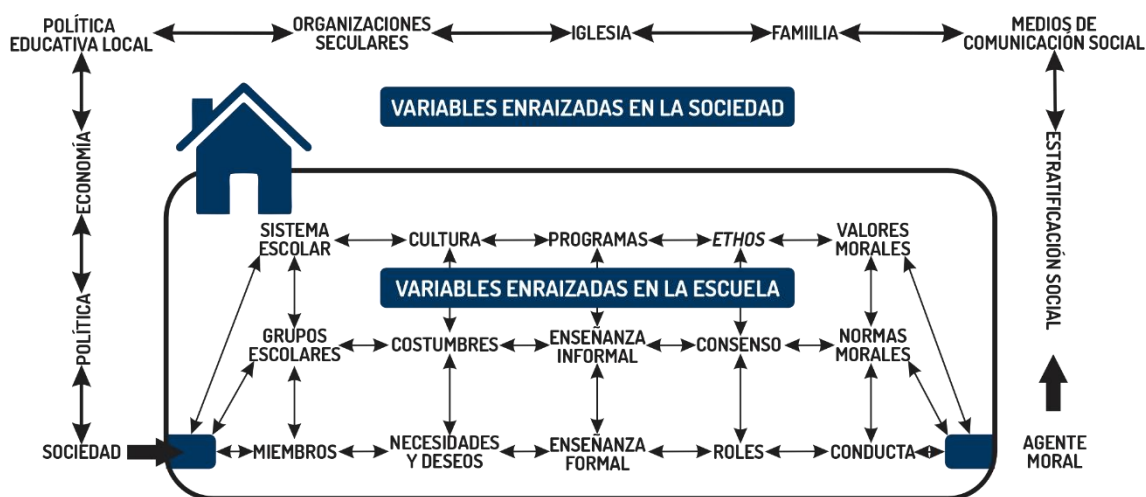 POLÍTICA
EDUCATIVA LOCAL
ORGANIZACIONES
SECULARES
IGLESIA
FAMIILIA
MEDIOS DE
COMUNICACIÓN SOCIAL
VARIABLES ENRAIZADAS EN LA SOCIEDAD
ECONOMÍA
ESTRATIFICACIÓN SOCIAL
SISTEMA
ESCOLAR
CULTURA
PROGRAMAS
ETHOS
VALORES
MORALES
VARIABLES ENRAIZADAS EN LA ESCUELA
POLÍTICA
GRUPOS
ESCOLARES
COSTUMBRES
ENSEÑANZA
INFORMAL
CONSENSO
NORMAS
MORALES
SOCIEDAD
MIEMBROS
NECESIDADES
Y DESEOS
ENSEÑANZA
FORMAL
ROLES
CONDUCTA
AGENTE
MORAL